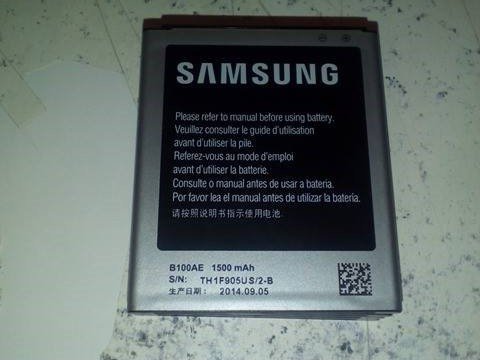 SAMSUNG
Please refer to manual before using battery.
Veuillez consulter le guide d'utilisation
avant d'utiliser la pile.
Referez-vous au mode d'emploi
avant d'utiliser la batterie.
Consulte o manual antes de usar a bateria.
Por favor lea el manual antes de utilizar la batería.
请按照说明书指示使用电池.
B100AE 1500 mAh
S/N: TH1F905US/2-B
生产日期: 2014.09.05